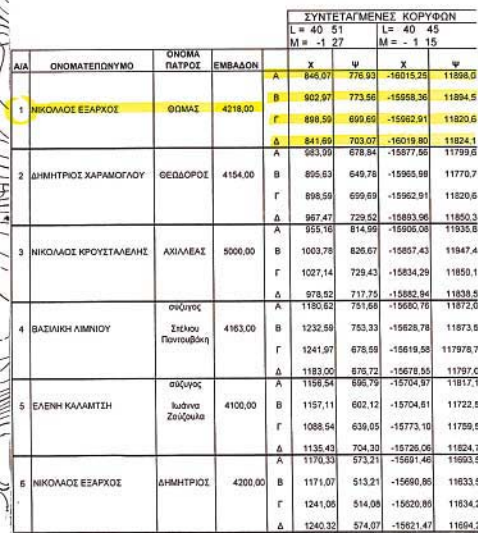 ΣΥΝΤΕΤΑΓΜΕΝΕΣ ΚΟΡΥΦΩΝ
L = 40 51 L= 40 45
M = -1 27 M = - 1 15
Α/Α ΟΝΟΜΑΤΕΠΩΝΥΜΟ ΟΝΟΜΑ ΠΑΤΡΟΣ ΕΜΒΑΔΟΝ Χ Ψ Χ Ψ
Α 846,07 776,93 -16015,25 11898,0
Β 902,97 773,56 -15958,36 11894,5
1 ΝΙΚΟΛΑΟΣ ΕΞΑΡΧΟΣ ΘΩΜΑΣ 4218,00
Γ 898,59 699,69 -15962,91 11820,6
Δ 841,69 703,07 -16019,80 11824,1
Α 983,99 678,84 -15877,56 11799,6
2 ΔΗΜΗΤΡΙΟΣ ΧΑΡΑΜΟΓΛΟΥ ΘΕΩΔΟΡΟΣ 4154,00 Β 895,63 649,78 -15965,98 11770,7
Γ 898,59 699,69 -15962,91 11820,6
Δ 967,47 729,52 -15893,96 11850,3
Α 955,16 814,99 -15906,08 11935,8
3 ΝΙΚΟΛΑΟΣ ΚΡΟΥΣΤΑΛΕΛΗΣ ΑΧΙΛΛΕΑΣ 5000,00 Β 1003,78 826,67 -15857,43 11947,4
Γ 1027,14 729,43 -15834,29 11850,1
Δ 978,52 717,75 -15882,94 11838,5
σύζυγος Α 1180,62 751,68 -15680,76 11872,0
4 ΒΑΣΙΛΙΚΗ ΛΙΜΝΙΟΥ Στέλιου Παντουβάκη 4163,00 Β 1232,59 753,33 -15628,78 11873,5
Γ 1241,97 678,59 -15619,58 117978,7
Δ 1183,00 676,72 -15678,55 11797,0
σύζυγος Α 1156,54 696,79 -15704,97 11817,1
5 ΕΛΕΝΗ ΚΑΛΑΜΤΣΗ Ιωάννα Ζούζουλα 4100,00 Β 1157,11 602,12 -15704,61 11722,5
Γ 1088,54 639,05 -15773,10 11759,5
Δ 1135,43 704,30 -15726,06 11824,7
Α 1170,33 573,21 -15691,46 11693,5
6 ΝΙΚΟΛΑΟΣ ΕΞΑΡΧΟΣ ΔΗΜΗΤΡΙΟΣ 4200,00 Β 1171,07 513,21 -15690,86 11633,5
Γ 1241,06 514,08 -15620,86 11634,2
Δ 1240,32 574,07 -15621,47 11694,2